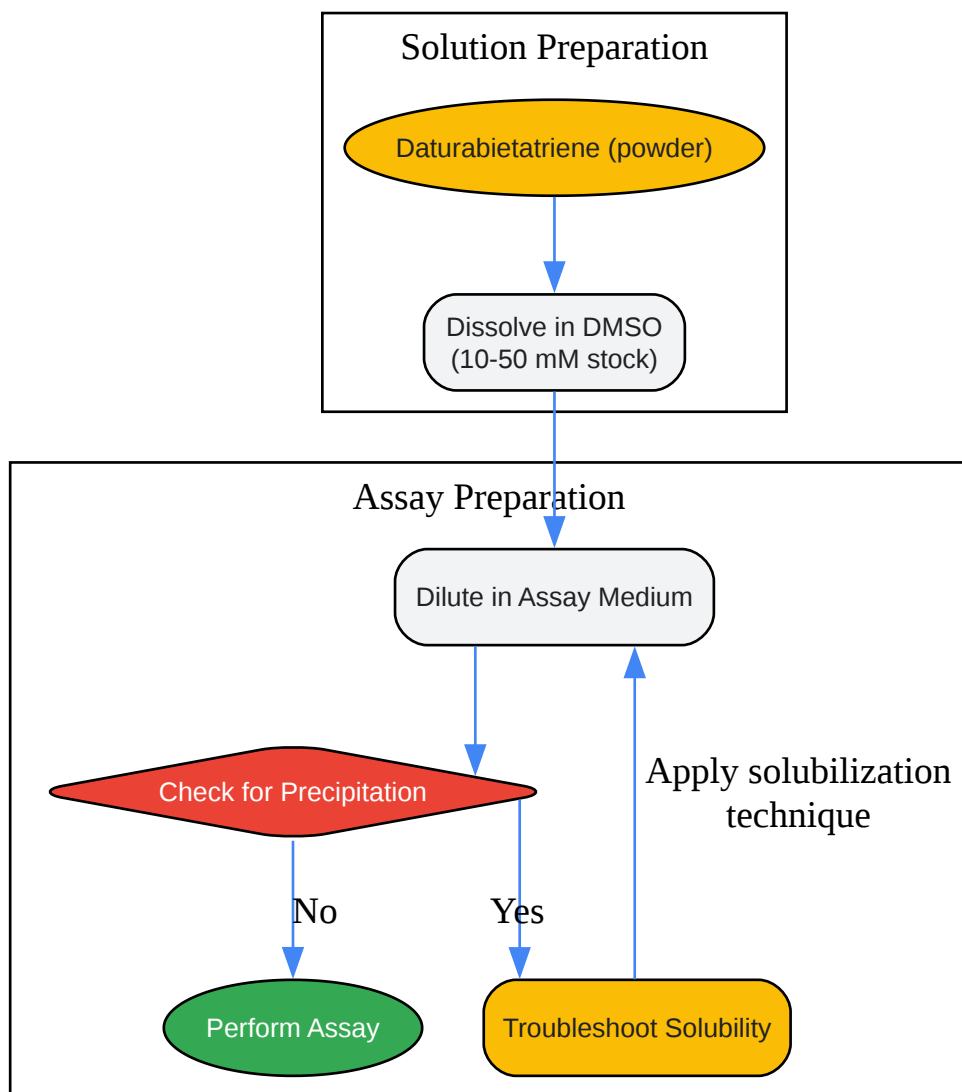 Solution Preparation
Daturabietatriene (powder)
Dissolve in DMSO
(10-50 mM stock)
Assay Preparation
Dilute in Assay Medium
Check for Precipitation
Apply solubilization
technique
No
Yes
Perform Assay
Troubleshoot Solubility